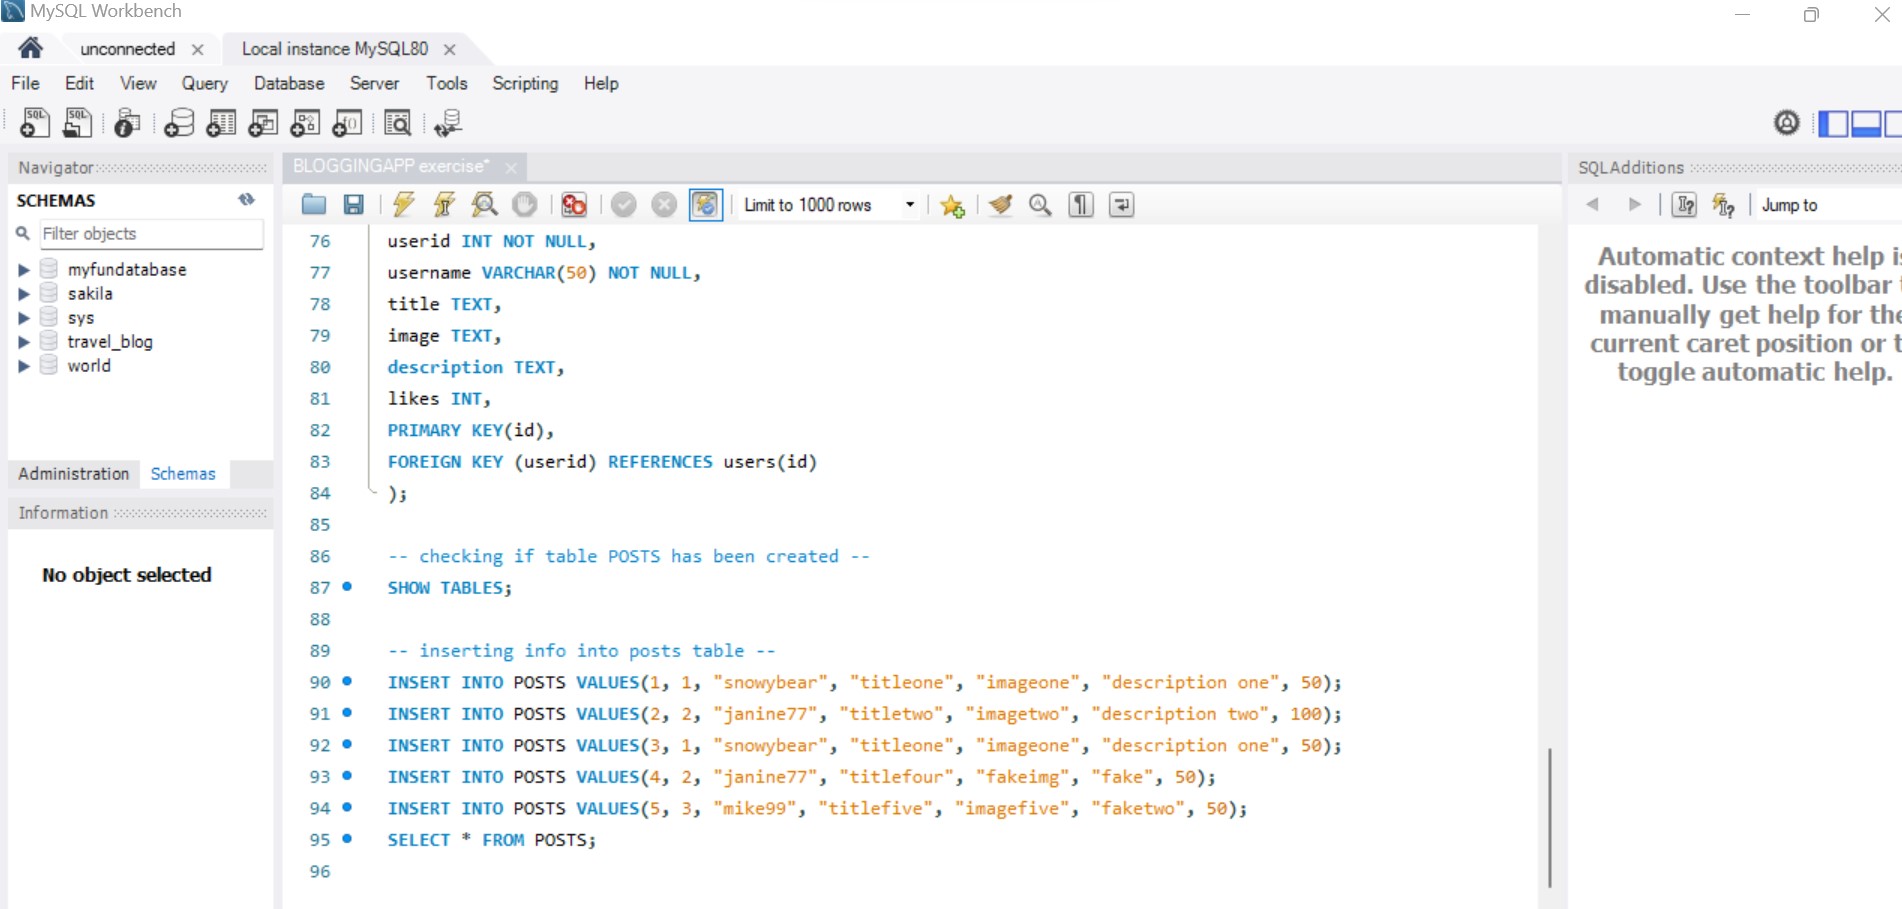 MySQL Workbench
unconnected
Local instance MySQL80
File Edit View Query Database Server Tools Scripting Help
Navigator
SCHEMAS
Filter objects
myfundatabase
sakila
sys
travel_blog
world
Administration Schemas
Information
No object selected
BLOGGINGAPP exercise*
Limit to 1000 rows
76 userid INT NOT NULL,
77 username VARCHAR(50) NOT NULL,
78 title TEXT,
79 image TEXT,
80 description TEXT,
81 likes INT,
82 PRIMARY KEY(id),
83 FOREIGN KEY (userid) REFERENCES users(id)
84 );
85
86 -- checking if table POSTS has been created --
87 SHOW TABLES;
88
89 -- inserting info into posts table --
90 INSERT INTO POSTS VALUES(1, 1, "snowybear", "titleone", "imageone", "description one", 50);
91 INSERT INTO POSTS VALUES(2, 2, "janine77", "titletwo", "imagetwo", "description two", 100);
92 INSERT INTO POSTS VALUES(3, 1, "snowybear", "titleone", "imageone", "description one", 50);
93 INSERT INTO POSTS VALUES(4, 2, "janine77", "titlefour", "fakeimg", "fake", 50);
94 INSERT INTO POSTS VALUES(5, 3, "mike99", "titlefive", "imagefive", "faketwo", 50);
95 SELECT * FROM POSTS;
96
SQLAdditions
Jump to
Automatic context help
disabled. Use the toolbar
manually get help for
current caret position or
toggle automatic help.